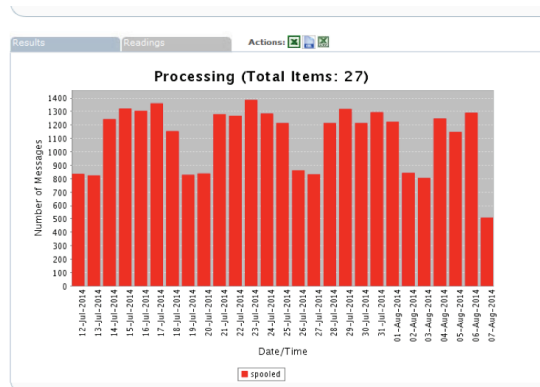 Results
Readings
Actions:
Processing (Total Items: 27)
Number of Messages
1400
1300
1200
1100
1000
900
800
700
600
500
400
300
200
100
0
12-Jul-2014
13-Jul-2014
14-Jul-2014
15-Jul-2014
16-Jul-2014
17-Jul-2014
18-Jul-2014
19-Jul-2014
20-Jul-2014
21-Jul-2014
22-Jul-2014
23-Jul-2014
24-Jul-2014
25-Jul-2014
26-Jul-2014
27-Jul-2014
28-Jul-2014
29-Jul-2014
30-Jul-2014
31-Jul-2014
01-Aug-2014
02-Aug-2014
03-Aug-2014
04-Aug-2014
05-Aug-2014
06-Aug-2014
07-Aug-2014
Date/Time
spooled